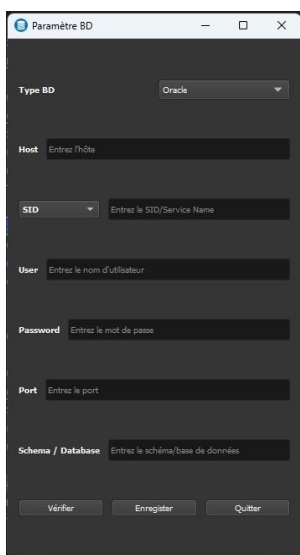 Paramètre BD
Type BD Oracle
Host Entrez l'hôte
SID Entrez le SID/Service Name
User Entrez le nom d'utilisateur
Password Entrez le mot de passe
Port Entrez le port
Schema / Database Entrez le schéma/base de données
Vérifier Enregister Quitter